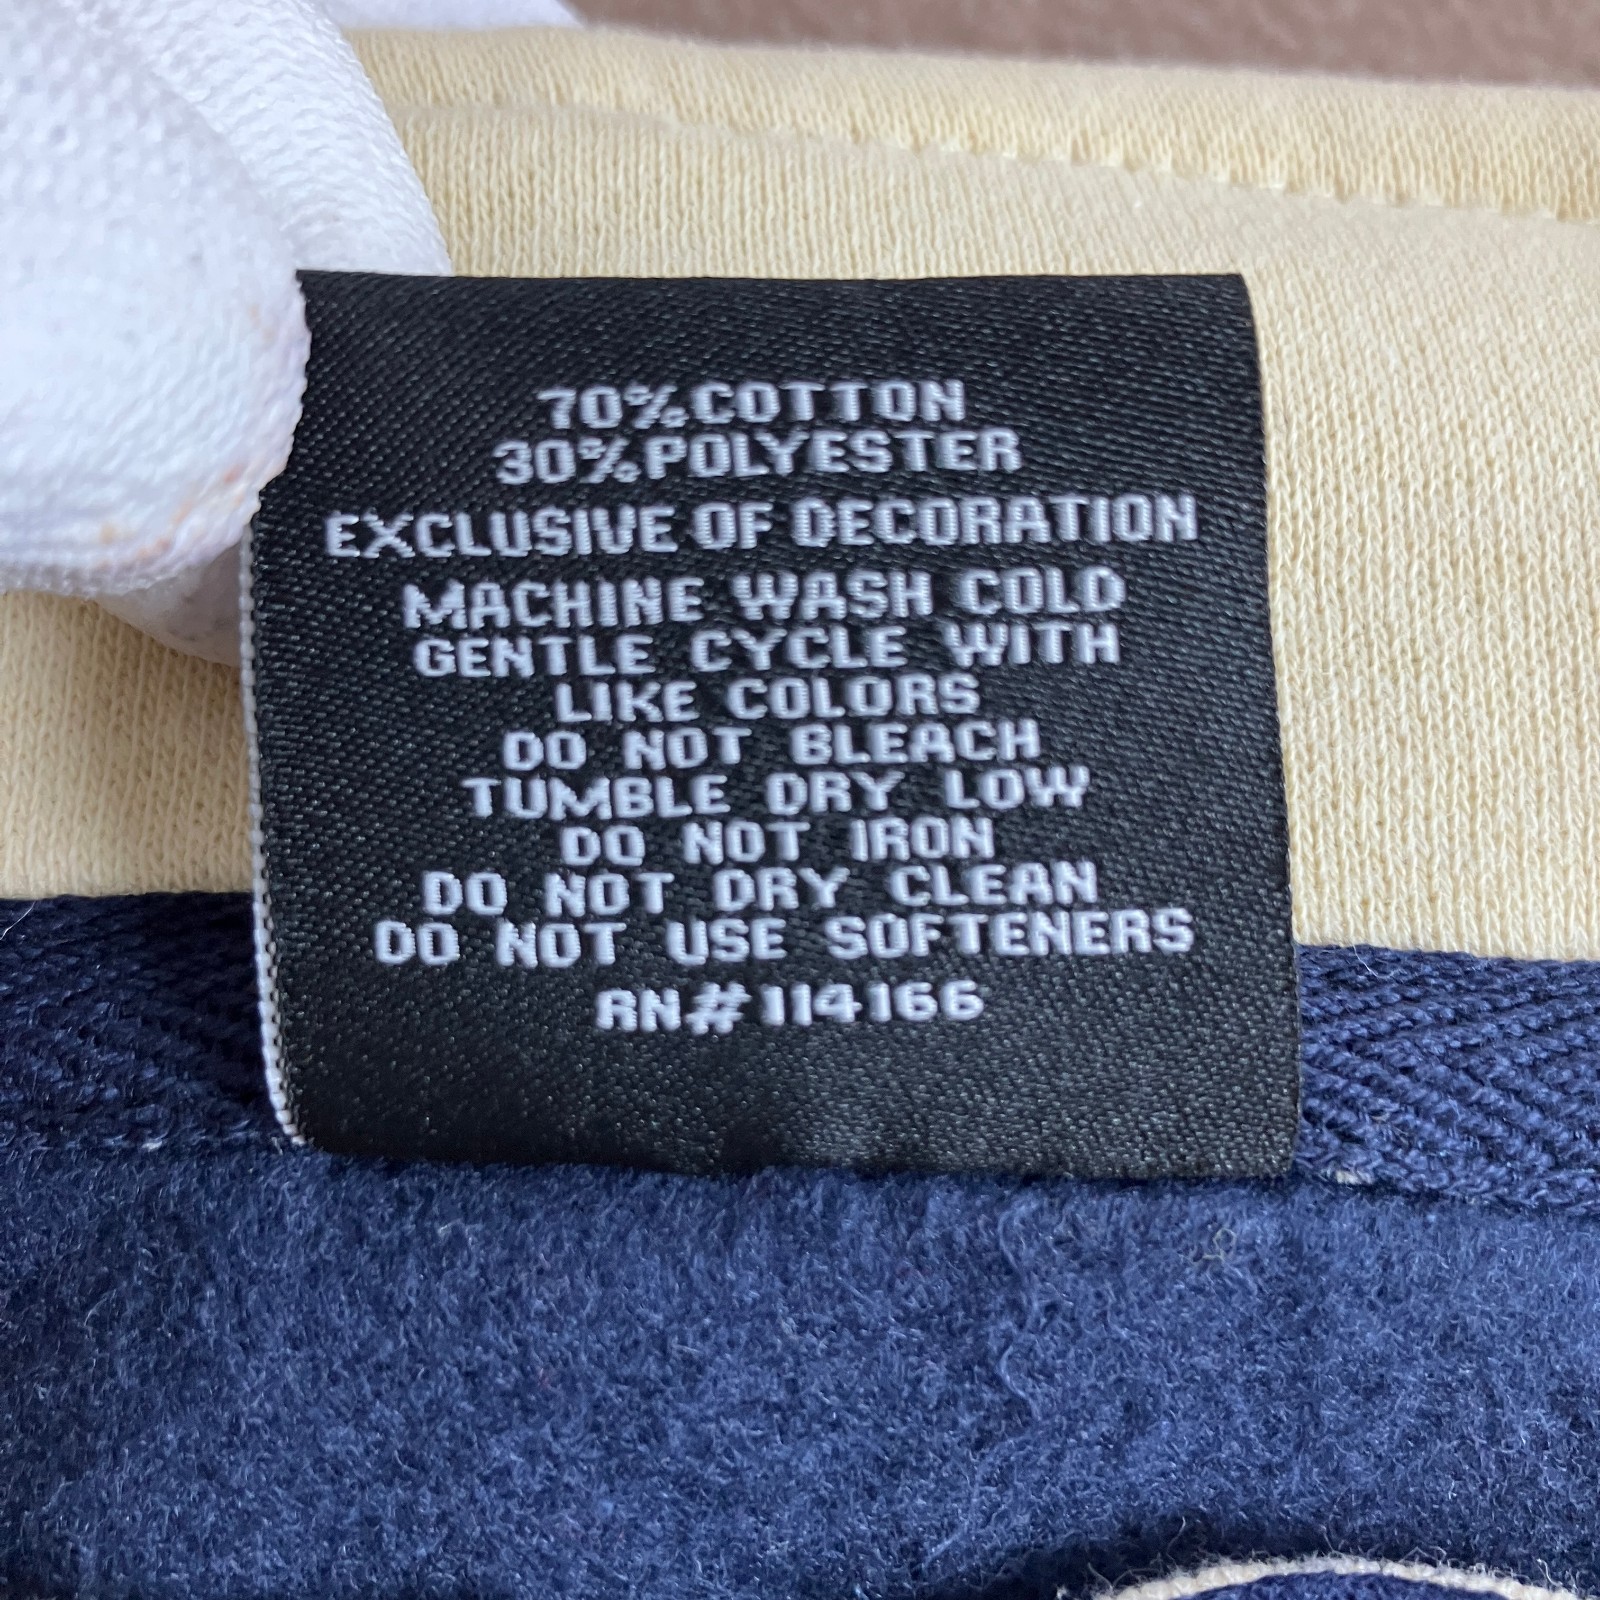 70% COTTON
30% POLYESTER
EXCLUSIVE OF DECORATION
MACHINE WASH COLD
GENTLE CYCLE WITH
LIKE COLORS
DO NOT BLEACH
TUMBLE DRY LOW
DO NOT IRON
DO NOT DRY CLEAN
DO NOT USE SOFTENERS
RN#114166